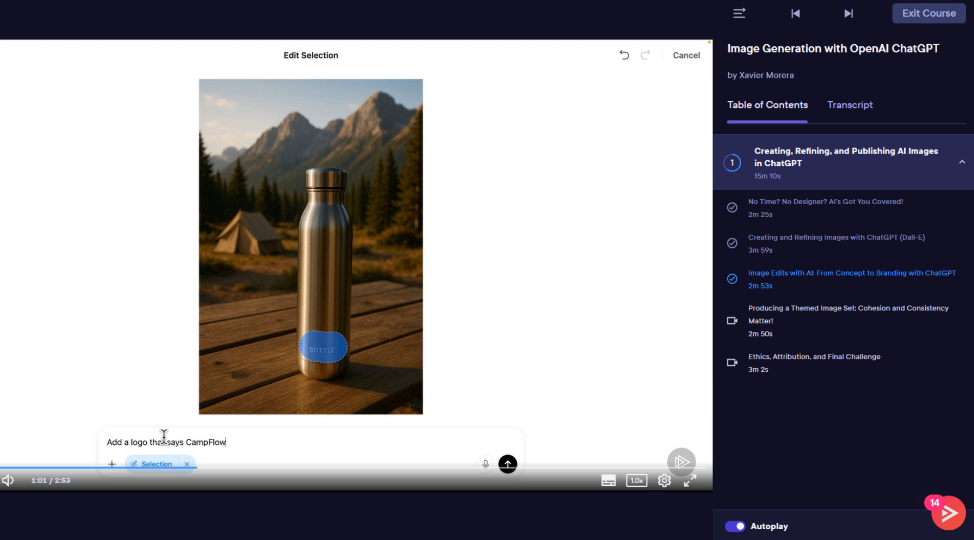 Exit Course
Edit Selection
Cancel
BOTTLE
Add a logo that says CampFlow
Selection
1:01 / 2:53
1.0x
Image Generation with OpenAI ChatGPT
by Xavier Morera
Table of Contents
Transcript
1
Creating, Refining, and Publishing AI Images
in ChatGPT
15m 10s
No Time? No Designer? AI's Got You Covered!
2m 25s
Creating and Refining Images with ChatGPT (Dall-E)
3m 59s
Image Edits with AI: From Concept to Branding with ChatGPT
2m 53s
Producing a Themed Image Set: Cohesion and Consistency
Matter!
2m 50s
Ethics, Attribution, and Final Challenge
3m 2s
14
Autoplay